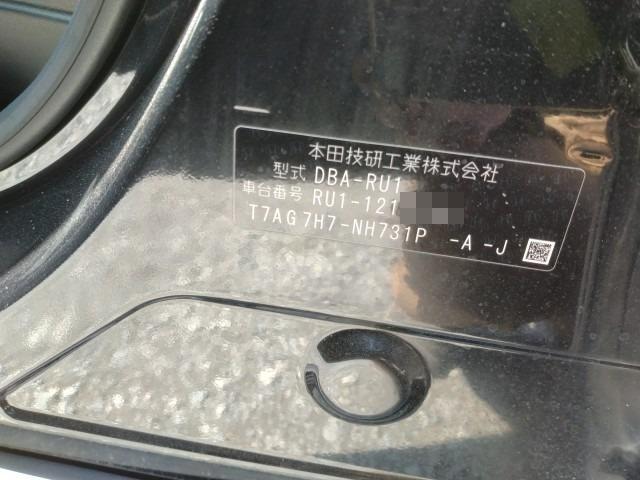 本田技研工業株式会社
型式 DBA-RU1
車台番号 RU1-121
T7AG7H7-NH731P -A-J